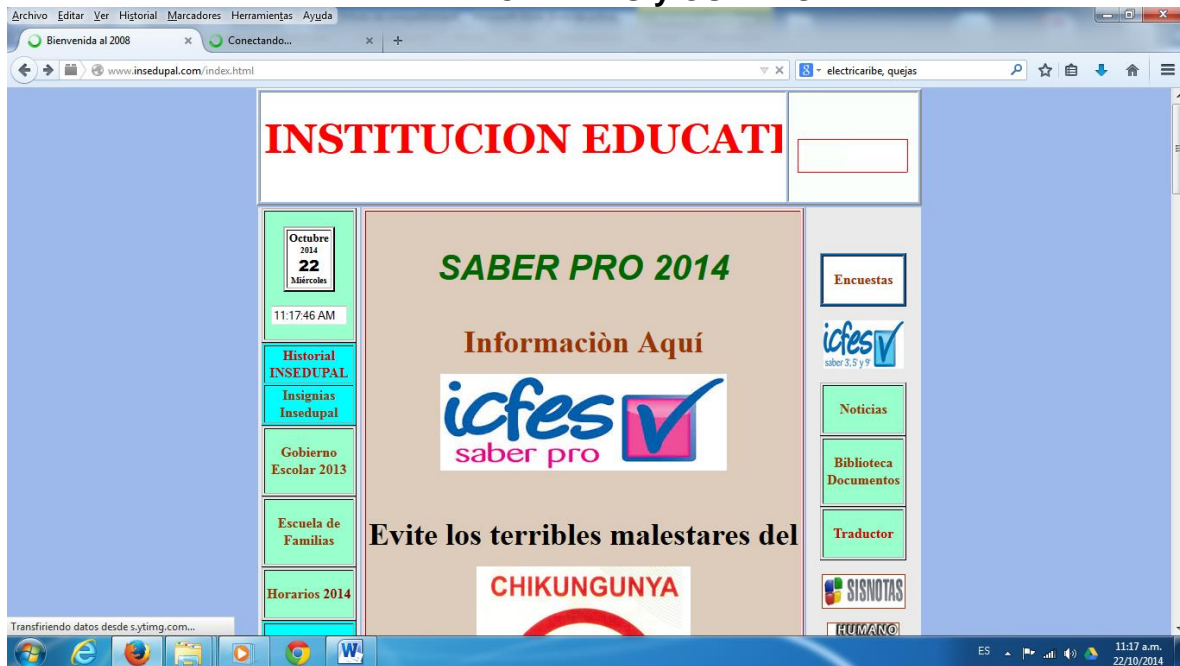 Archivo Editar Ver Historial Marcadores Herramientas Ayuda
Bienvenida al 2008
Conectando...
www.insedupal.com/index.html
electricaribe, quejas
INSTITUCION EDUCATI
Octubre
2014
22
Miércoles
11:17:46 AM
Historial
INSEDUPAL
Insignias
Insedupal
Gobierno
Escolar 2013
Escuela de
Familias
Horarios 2014
SABER PRO 2014
Informaciòn Aquí
icfes
saber pro
Evite los terribles malestares del
CHIKUNGUNYA
Encuestas
icfes
saber 3, 5 y 9
Noticias
Biblioteca
Documentos
Traductor
SISNOTAS
HUMANO
Transfiriendo datos desde s.ytimg.com...
ES
11:17 a.m.
22/10/2014